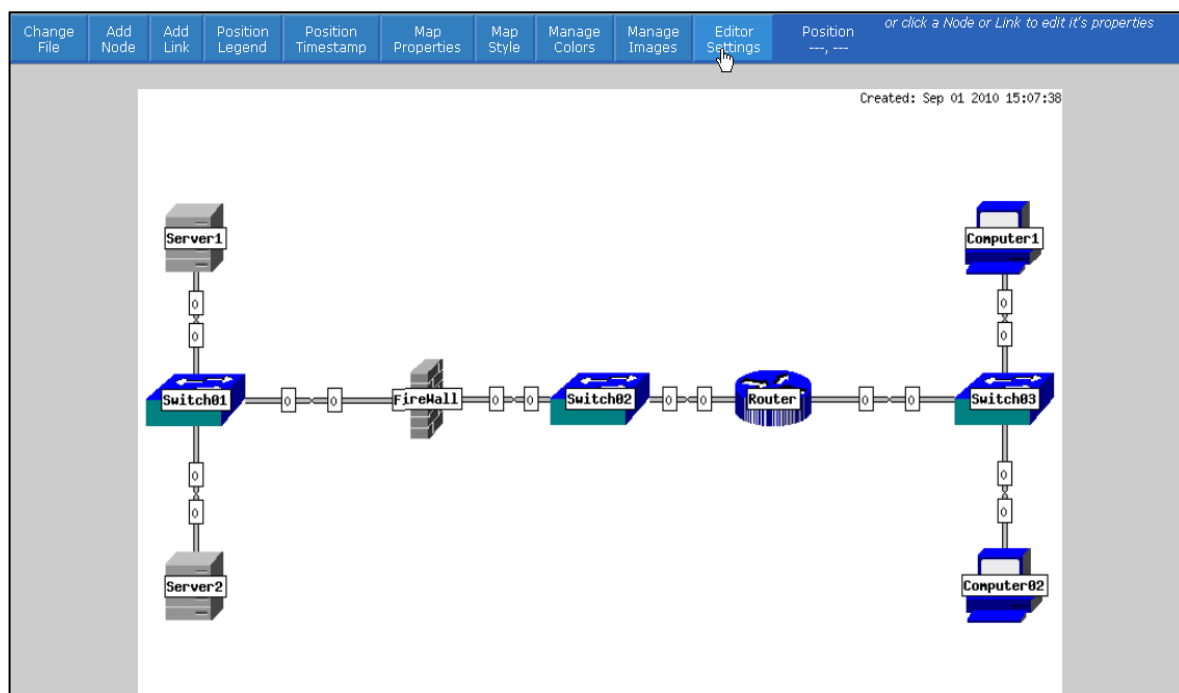 Change File
Add Node
Add Link
Position Legend
Position Timestamp
Map Properties
Map Style
Manage Colors
Manage Images
Editor Settings
Position ---, ---
or click a Node or Link to edit it's properties
Created: Sep 01 2010 15:07:38
Server1
Computer1
0
0
0
0
Switch01
0
0
FireWall
0
0
Switch02
0
0
Router
0
0
Switch03
0
0
0
0
Server2
Computer02